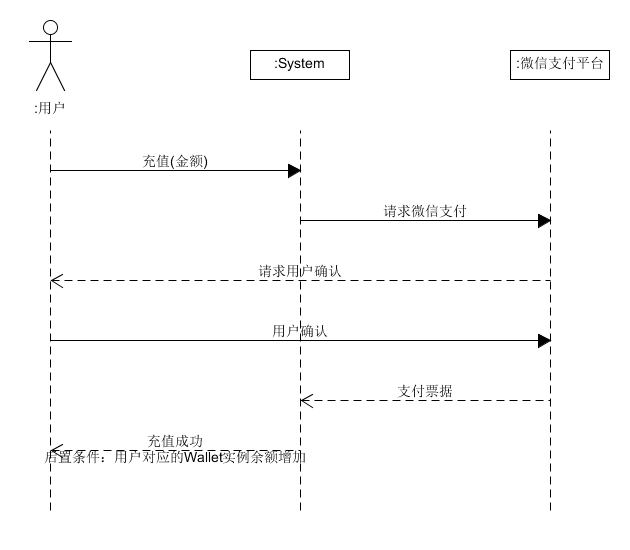 :System
:微信支付平台
:用户
充值(金额)
请求微信支付
请求用户确认
用户确认
支付票据
充值成功
后置条件：用户对应的Wallet实例余额增加